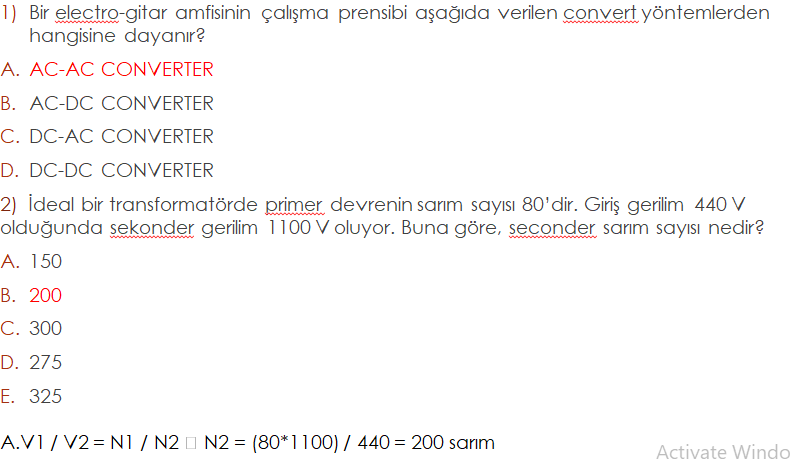 1) Bir electro-gitar amfisinin çalışma prensibi aşağıda verilen convert yöntemlerden
hangisine dayanır?
A. AC-AC CONVERTER
B. AC-DC CONVERTER
C. DC-AC CONVERTER
D. DC-DC CONVERTER
2) İdeal bir transformatörde primer devrenin sarım sayısı 80'dir. Giriş gerilim 440 V
olduğunda sekonder gerilim 1100 V oluyor. Buna göre, seconder sarım sayısı nedir?
A. 150
B. 200
C. 300
D. 275
E. 325
A.V1 / V2 = N1 / N2 □ N2 = (80*1100) / 440 = 200 sarım
Activate Windo